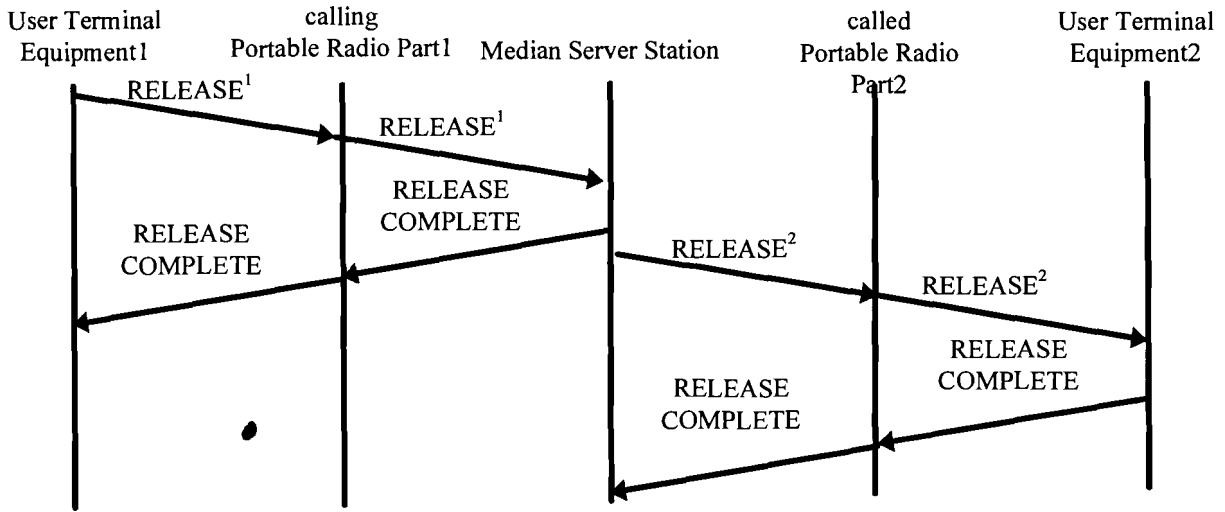 User Terminal
Equipment1
calling
Portable Radio Part1
Median Server Station
called
Portable Radio
Part2
User Terminal
Equipment2
RELEASE¹
RELEASE¹
RELEASE
COMPLETE
RELEASE
COMPLETE
RELEASE²
RELEASE²
RELEASE
COMPLETE
RELEASE
COMPLETE